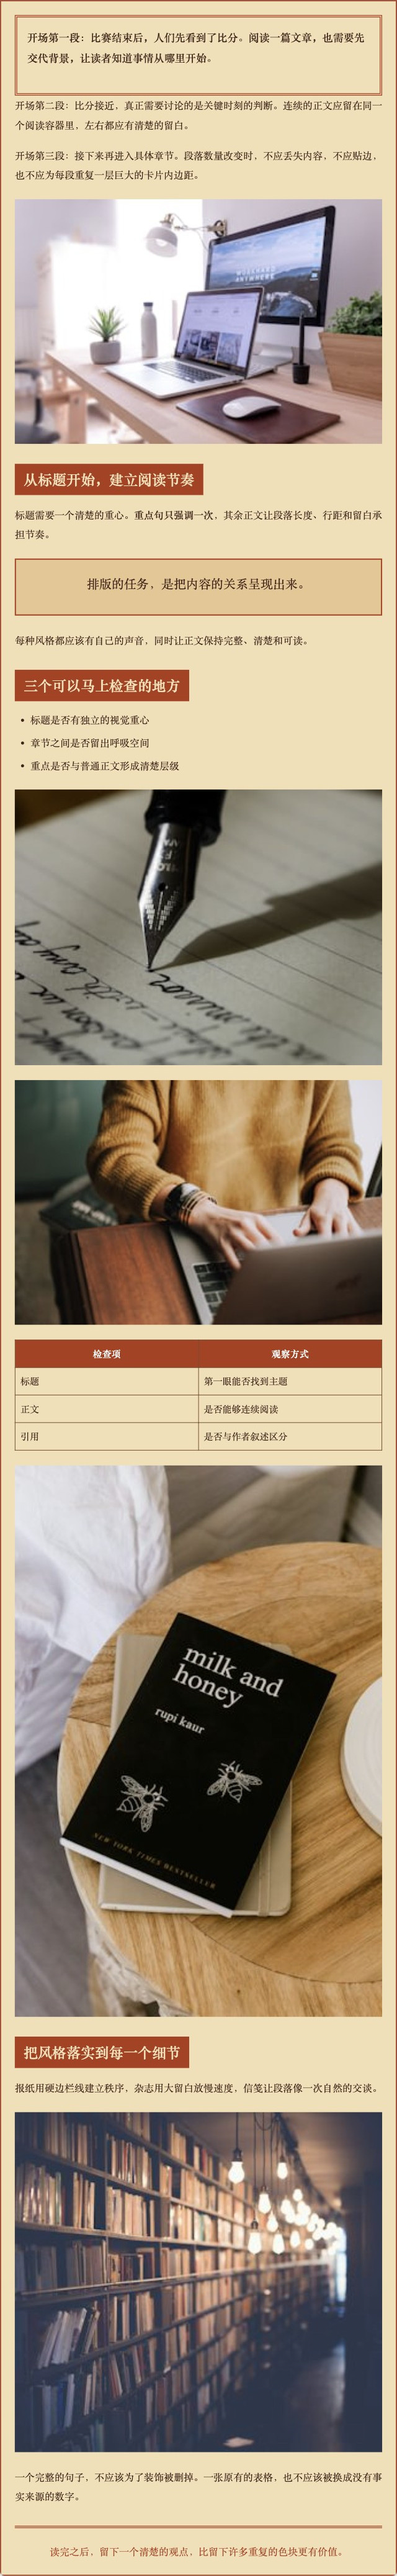 开场第一段：比赛结束后，人们先看到了比分。阅读一篇文章，也需要先
交代背景，让读者知道事情从哪里开始。
开场第二段：比分接近，真正需要讨论的是关键时刻的判断。连续的正文应留在同一
个阅读容器里，左右都应有清楚的留白。
开场第三段：接下来再进入具体章节。段落数量改变时，不应丢失内容，不应贴边，
也不应为每段重复一层巨大的卡片内边距。
从标题开始，建立阅读节奏
标题需要一个清楚的重心。重点句只强调一次，其余正文让段落长度、行距和留白承
担节奏。
排版的任务，是把内容的关系呈现出来。
每种风格都应该有自己的声音，同时让正文保持完整、清楚和可读。
三个可以马上检查的地方
• 标题是否有独立的视觉重心
• 章节之间是否留出呼吸空间
• 重点是否与普通正文形成清楚层级
检查项 观察方式
标题 第一眼能否找到主题
正文 是否能够连续阅读
引用 是否与作者叙述区分
milk and
honey
rupi kaur
NEW YORK TIMES BESTSELLER
把风格落实到每一个细节
报纸用硬边栏线建立秩序，杂志用大留白放慢速度，信笺让段落像一次自然的交谈。
一个完整的句子，不应该为了装饰被删掉。一张原有的表格，也不应该被换成没有事
实来源的数字。
读完之后，留下一个清楚的观点，比留下许多重复的色块更有价值。